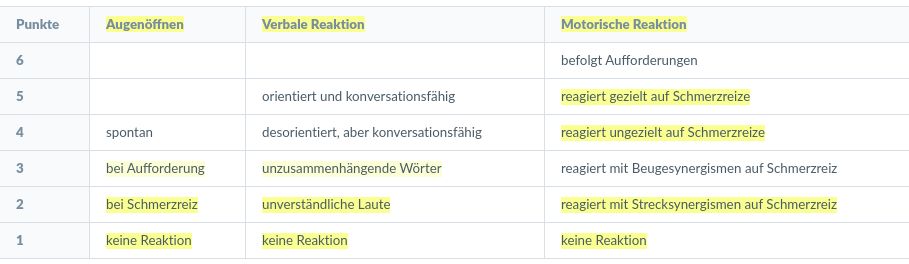 Punkte Augenöffnen Verbale Reaktion Motorische Reaktion
6 befolgt Aufforderungen
5 orientiert und konversationsfähig reagiert gezielt auf Schmerzreize
4 spontan desorientiert, aber konversationsfähig reagiert ungezielt auf Schmerzreize
3 bei Aufforderung unzusammenhängende Wörter reagiert mit Beugesynergismen auf Schmerzreiz
2 bei Schmerzreiz unverständliche Laute reagiert mit Strecksynergismen auf Schmerzreiz
1 keine Reaktion keine Reaktion keine Reaktion